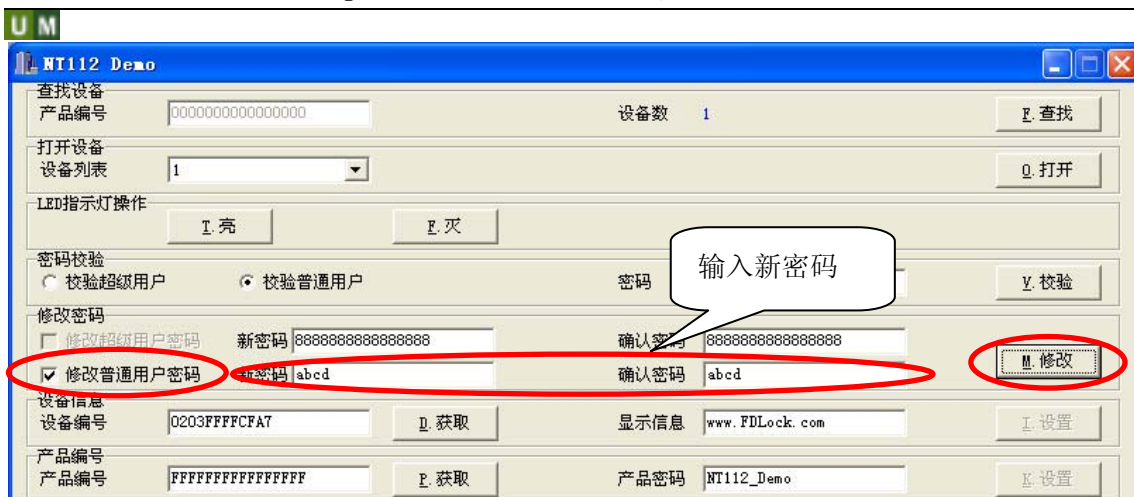 U M
NT112 Demo
查找设备
产品编号 0000000000000000 设备数 1 F.查找
打开设备
设备列表 1 O.打开
LED指示灯操作
T.亮 E.灭
密码校验
校验超级用户 校验普通用户 密码 V.校验
输入新密码
修改密码
修改超级用户密码 新密码 8888888888888888 确认密码 8888888888888888
修改普通用户密码 新密码 abcd 确认密码 abcd M.修改
设备信息
设备编号 0203FFFFCFA7 D.获取 显示信息 www.FDLock.com I.设置
产品编号
产品编号 FFFFFFFFFFFFFFFF P.获取 产品密码 NT112_Demo K.设置